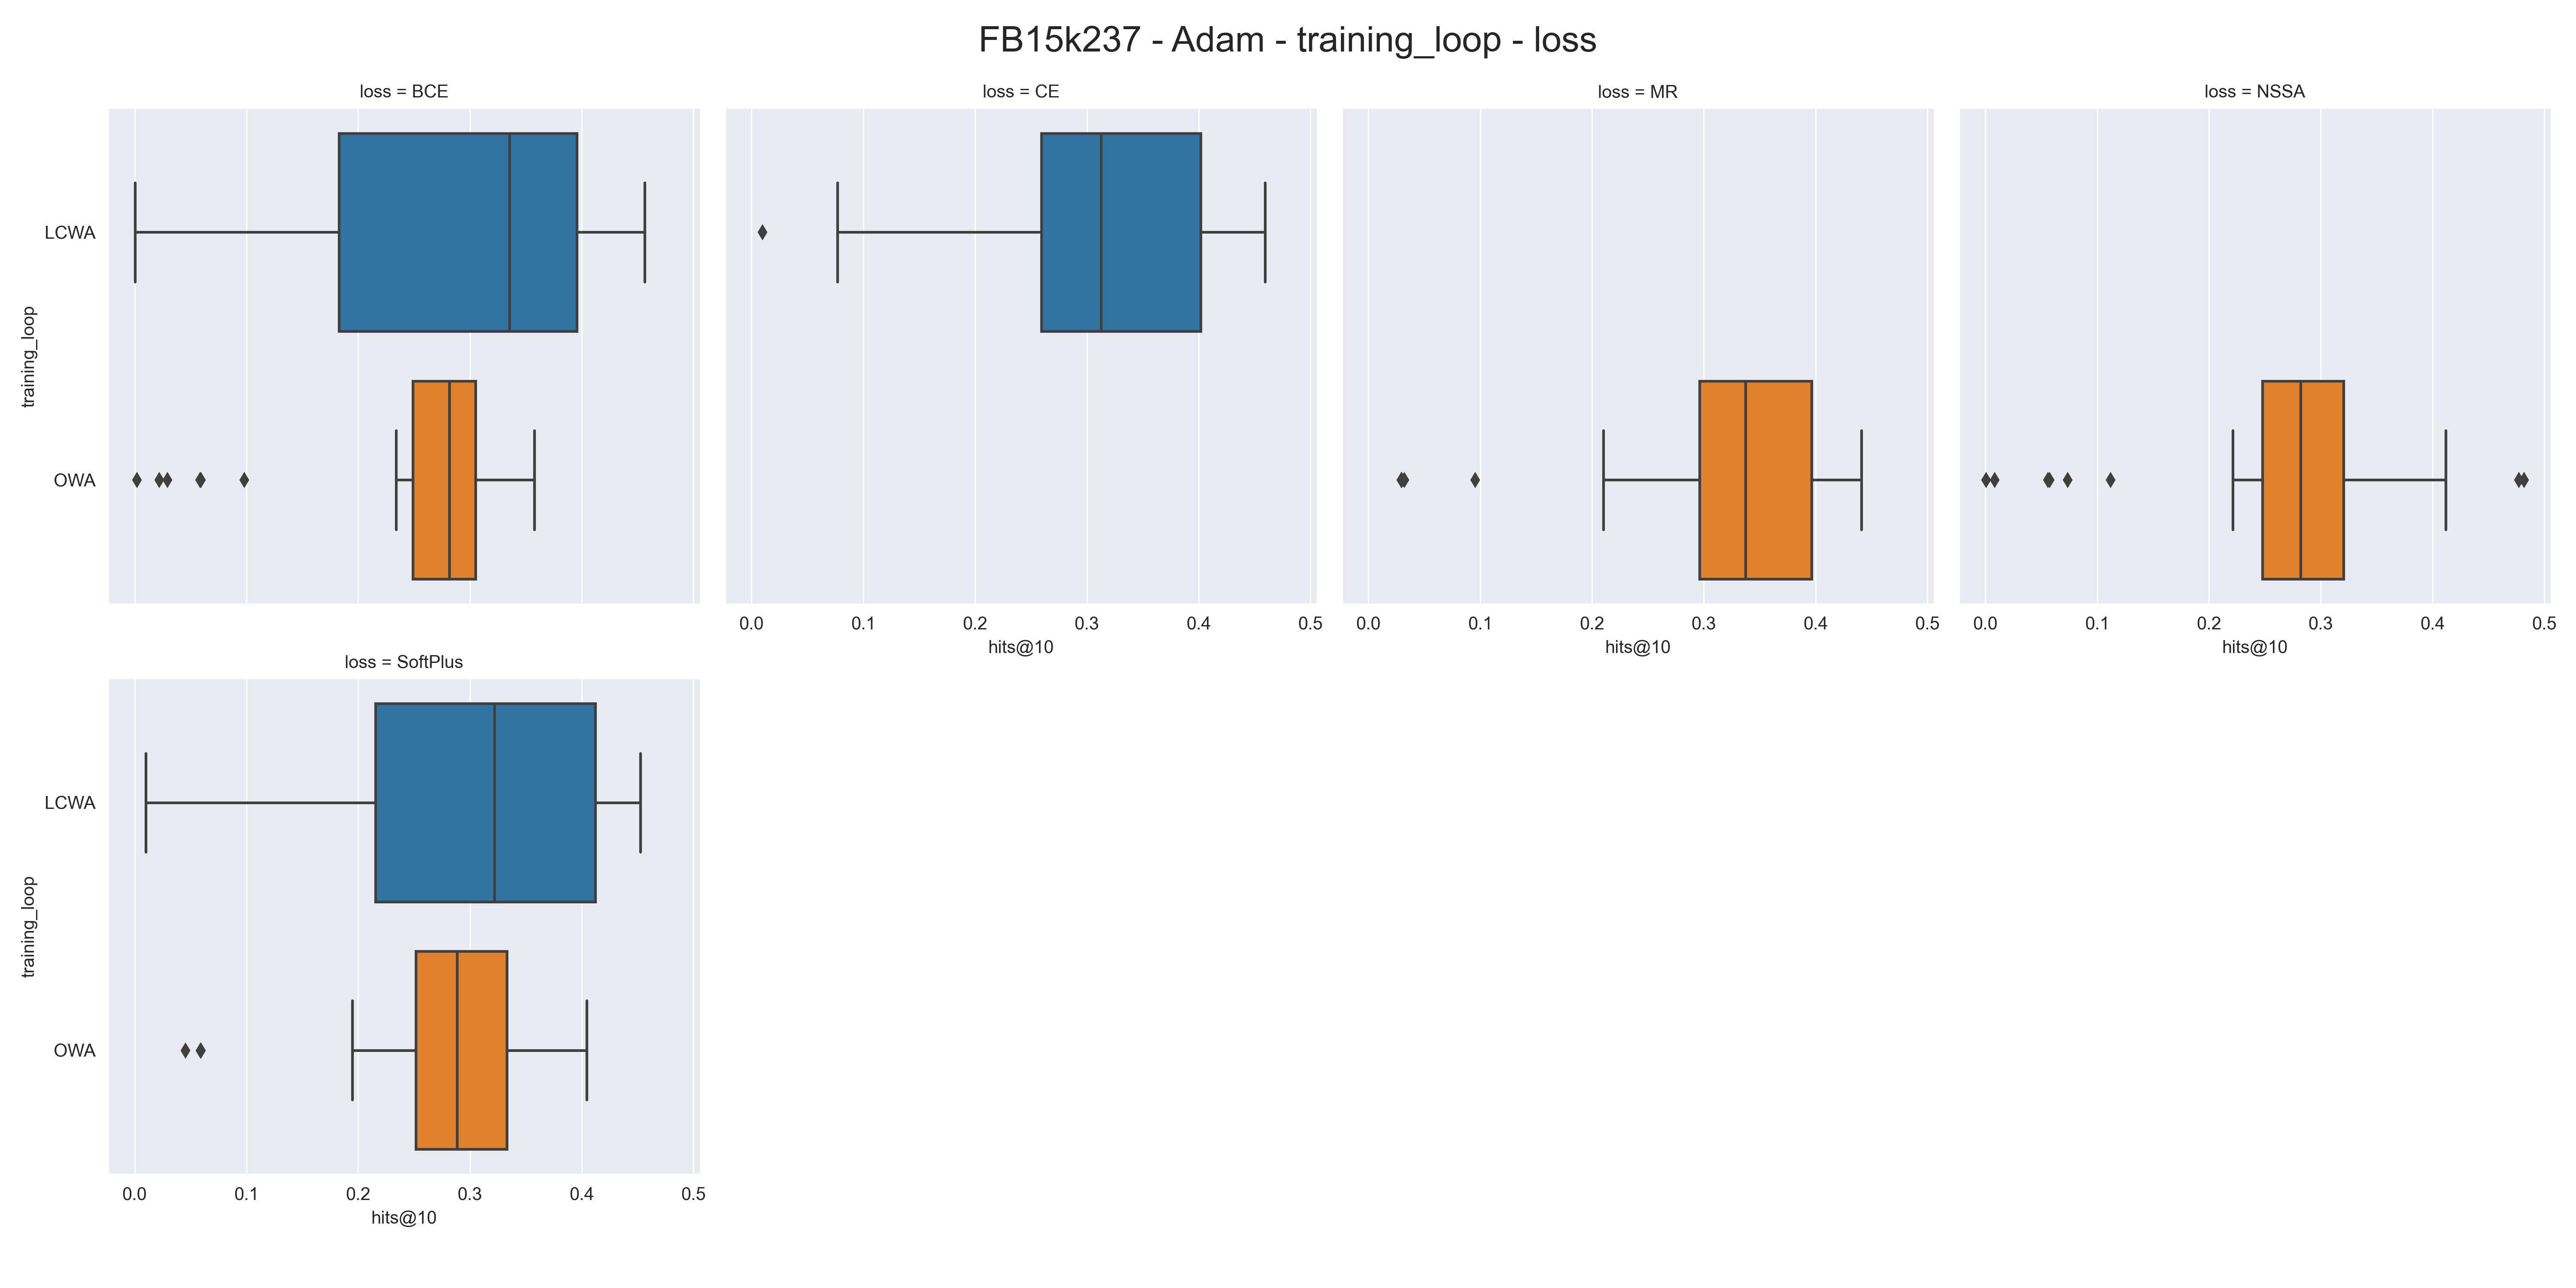 FB15k237 - Adam - training_loop - loss
loss = BCE
loss = CE
loss = MR
loss = NSSA
training_loop
LCWA
OWA
0.0 0.1 0.2 0.3 0.4 0.5
hits@10
0.0 0.1 0.2 0.3 0.4 0.5
hits@10
0.0 0.1 0.2 0.3 0.4 0.5
hits@10
loss = SoftPlus
training_loop
LCWA
OWA
0.0 0.1 0.2 0.3 0.4 0.5
hits@10